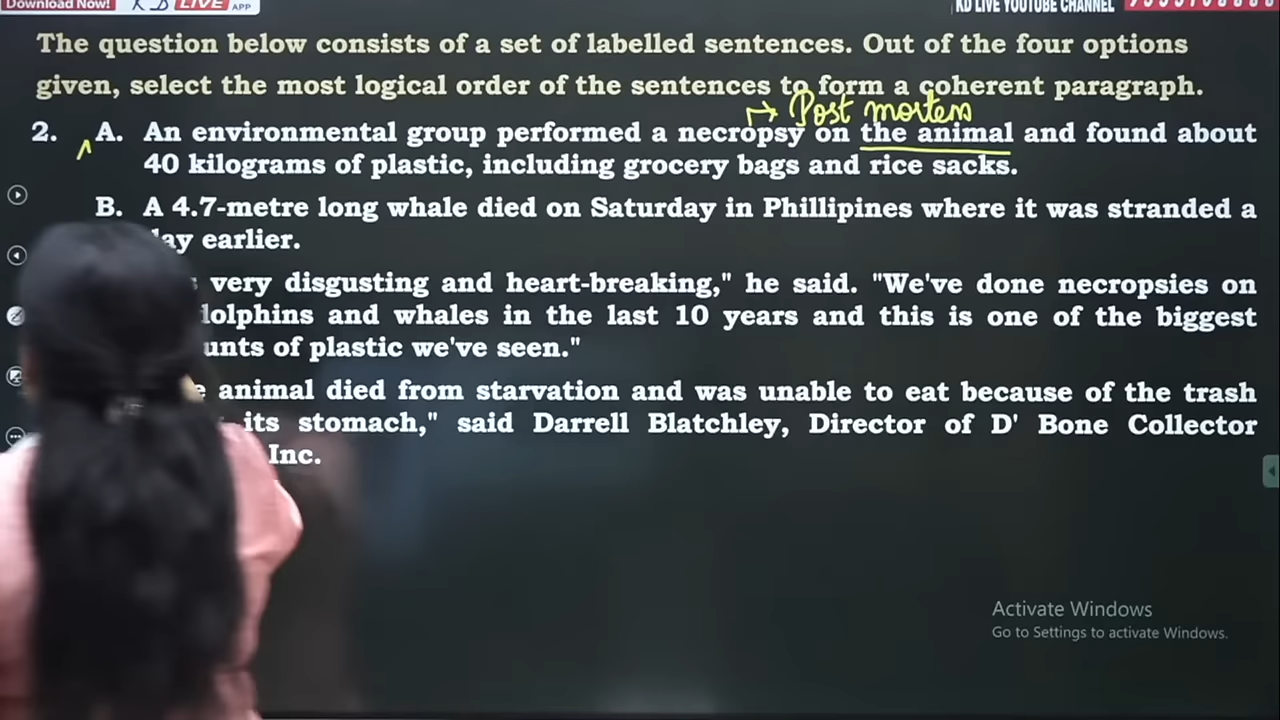 Download Now! KD LIVE APP
KD LIVE YOUTUBE CHANNEL
The question below consists of a set of labelled sentences. Out of the four options
given, select the most logical order of the sentences to form a coherent paragraph.
Post mortem
2. A. An environmental group performed a necropsy on the animal and found about
40 kilograms of plastic, including grocery bags and rice sacks.
B. A 4.7-metre long whale died on Saturday in Phillipines where it was stranded a
earlier.
very disgusting and heart-breaking," he said. "We've done necropsies on
dolphins and whales in the last 10 years and this is one of the biggest
of plastic we've seen."
animal died from starvation and was unable to eat because of the trash
its stomach," said Darrell Blatchley, Director of D' Bone Collector
Inc.
Activate Windows
Go to Settings to activate Windows.